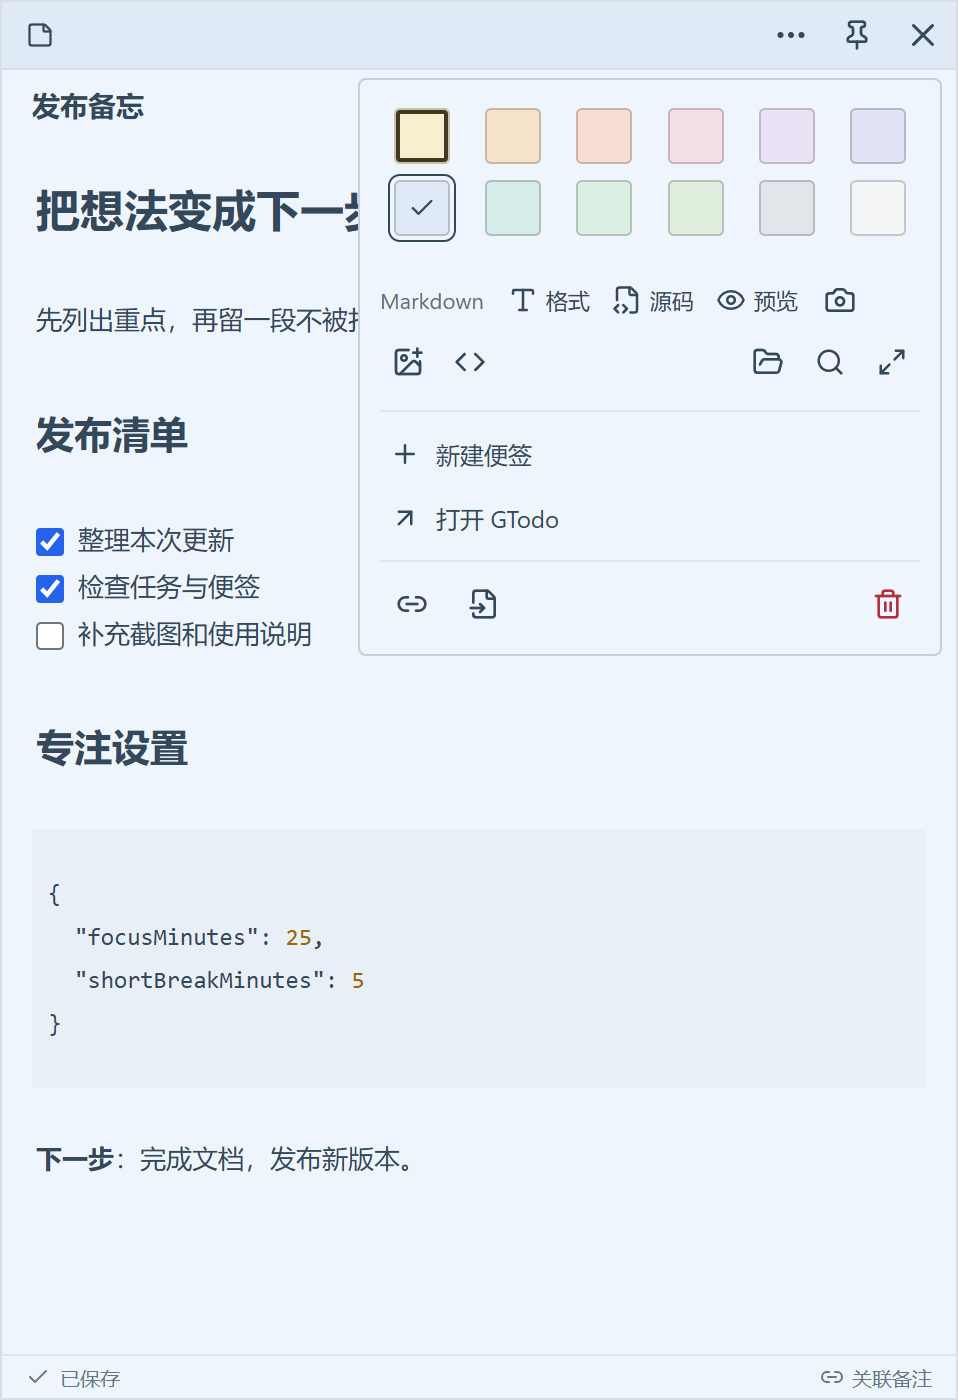 发布备忘
把想法变成下一
先列出重点，再留一段不被
Markdown 格式 源码 预览
发布清单
新建便签
打开 GTodo
整理本次更新
检查任务与便签
补充截图和使用说明
专注设置
{
"focusMinutes": 25,
"shortBreakMinutes": 5
}
下一步：完成文档，发布新版本。
已保存 关联备注